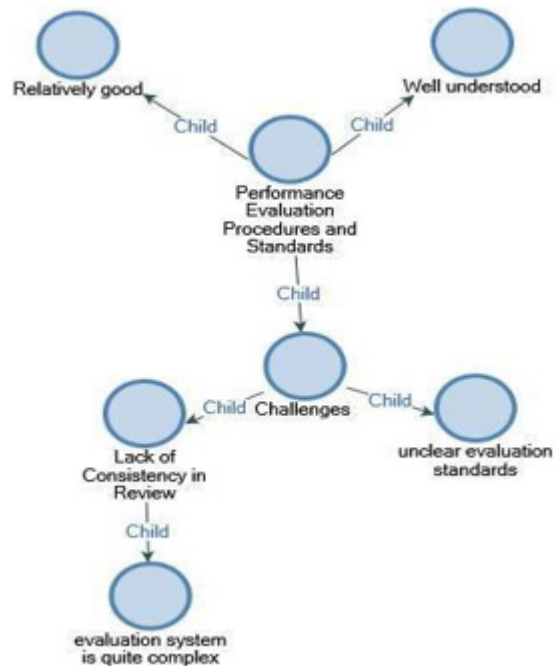 Relatively good
Well understood
Child
Child
Performance
Evaluation
Procedures and
Standards
Child
Challenges
Child
Child
Lack of
Consistency in
Review
unclear evaluation
standards
Child
evaluation system
is quite complex